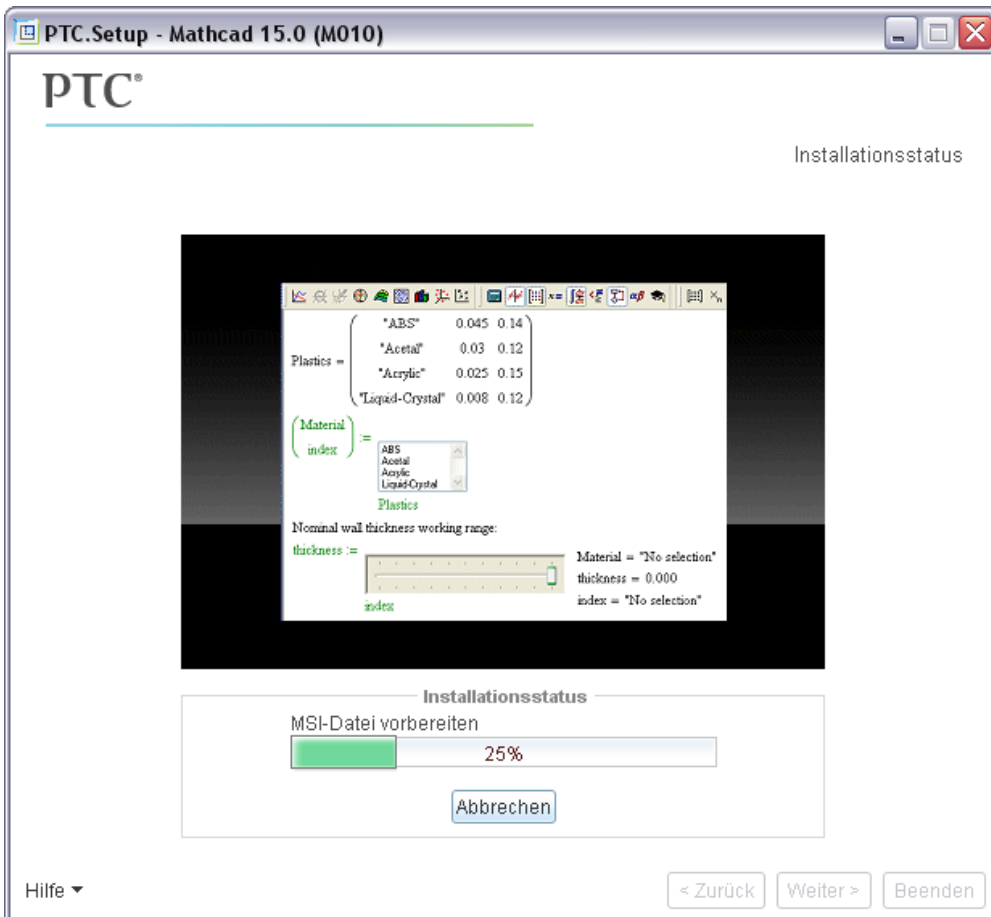 PTC.Setup - Mathcad 15.0 (M010)
PTC®
Installationsstatus
Plastics =
"ABS" 0.045 0.14
"Acetal" 0.03 0.12
"Acrylic" 0.025 0.15
"Liquid-Crystal" 0.008 0.12
Material
index
:=
ABS
Acetal
Acrylic
Liquid-Crystal
Plastics
Nominal wall thickness working range:
thickness :=
index
Material = "No selection"
thickness = 0.000
index = "No selection"
Installationsstatus
MSI-Datei vorbereiten
25%
Abbrechen
Hilfe
< Zurück Weiter > Beenden